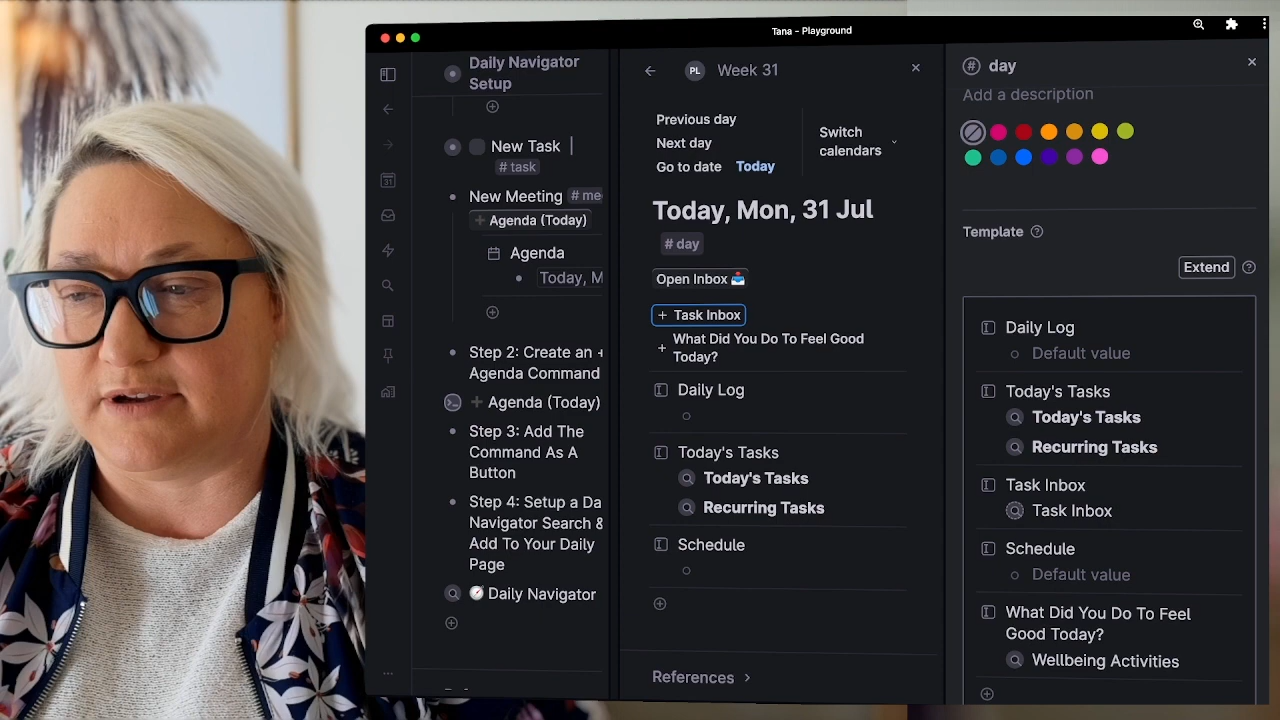 Tana - Playground
Daily Navigator
Setup
New Task
# task
New Meeting # me
Agenda (Today)
Agenda
Today, M
Step 2: Create an +
Agenda Command
+ Agenda (Today)
Step 3: Add The
Command As A
Button
Step 4: Setup a Da
Navigator Search &
Add To Your Daily
Page
Daily Navigator
31
PL Week 31
Previous day
Next day
Go to date Today
Switch
calendars
Today, Mon, 31 Jul
# day
Open Inbox
+ Task Inbox
+ What Did You Do To Feel Good
Today?
Daily Log
Today's Tasks
Today's Tasks
Recurring Tasks
Schedule
References
# day
Add a description
Template
Extend
Daily Log
Default value
Today's Tasks
Today's Tasks
Recurring Tasks
Task Inbox
Task Inbox
Schedule
Default value
What Did You Do To Feel
Good Today?
Wellbeing Activities